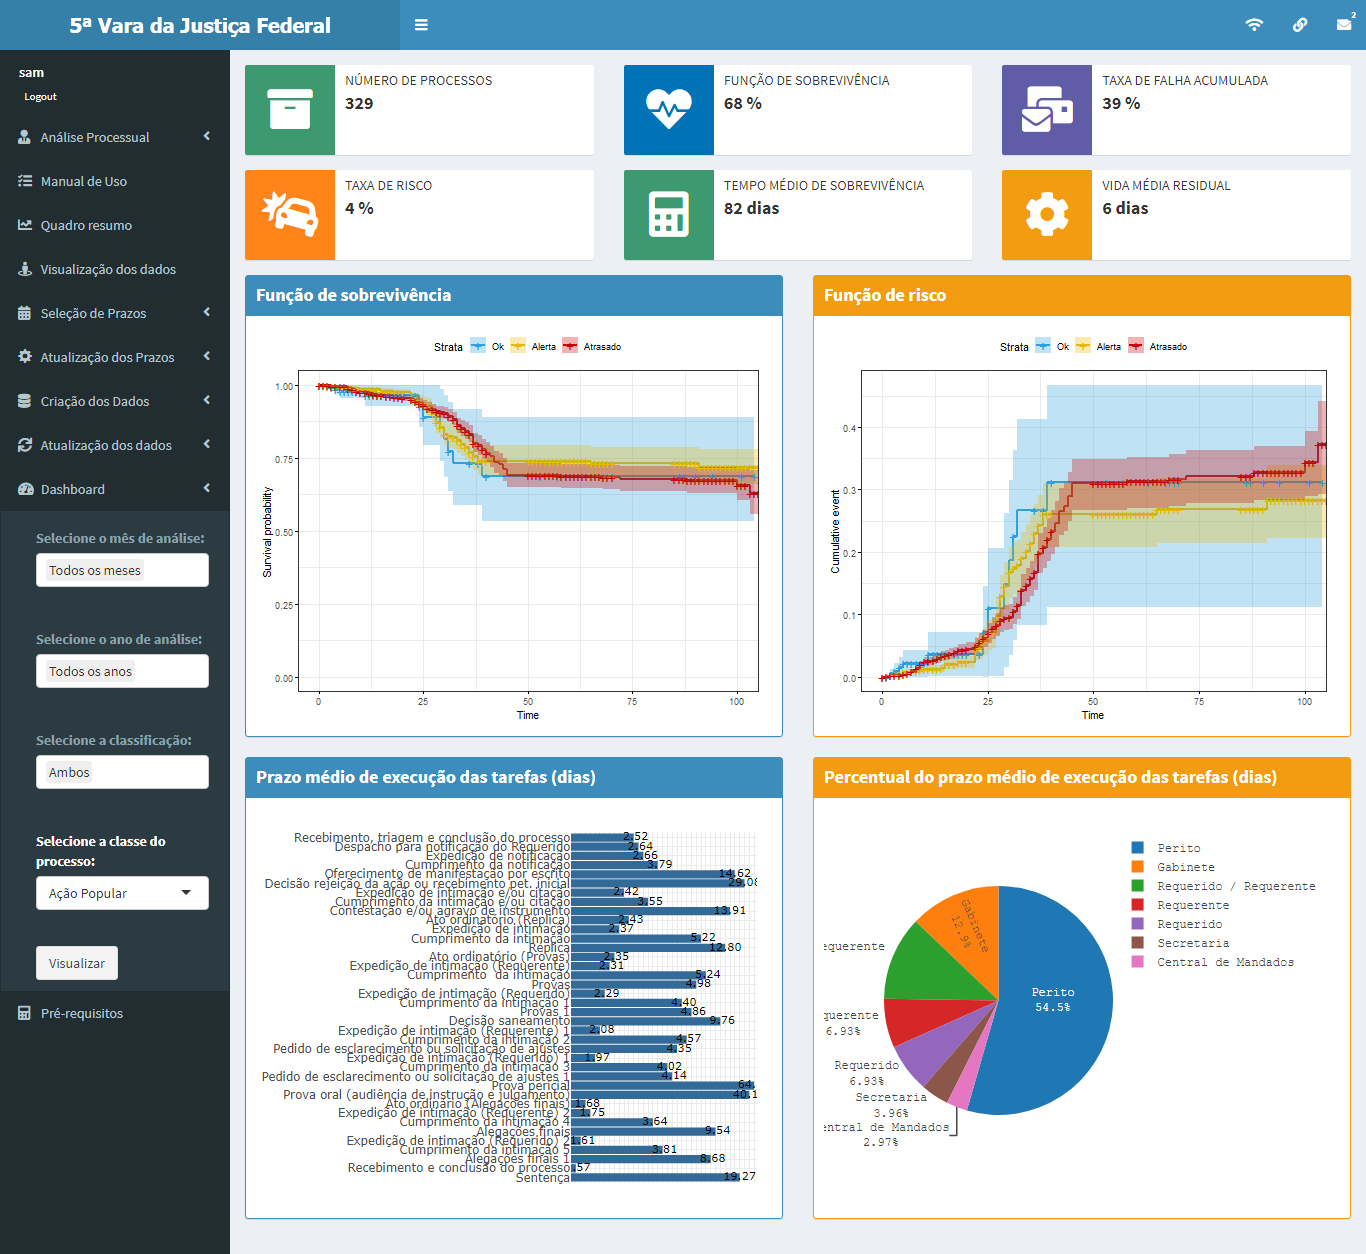 5ª Vara da Justiça Federal
2
sam
Logout
Análise Processual
Manual de Uso
Quadro resumo
Visualização dos dados
Seleção de Prazos
Atualização dos Prazos
Criação dos Dados
Atualização dos dados
Dashboard
Selecione o mês de análise:
Todos os meses
Selecione o ano de análise:
Todos os anos
Selecione a classificação:
Ambos
Selecione a classe do
processo:
Ação Popular
Visualizar
Pré-requisitos
NÚMERO DE PROCESSOS
329
FUNÇÃO DE SOBREVIVÊNCIA
68 %
TAXA DE FALHA ACUMULADA
39 %
TAXA DE RISCO
4 %
TEMPO MÉDIO DE SOBREVIVÊNCIA
82 dias
VIDA MÉDIA RESIDUAL
6 dias
Função de sobrevivência
Strata Ok Alerta Atrasado
Survival probability
1.00
0.75
0.50
0.25
0.00
0 25 50 75 100
Time
Função de risco
Strata Ok Alerta Atrasado
Cumulative event
0.4
0.3
0.2
0.1
0.0
0 25 50 75 100
Time
Prazo médio de execução das tarefas (dias)
Recebimento, triagem e conclusão do processo 2.52
Despacho para notificação do Requerido 2.64
Expedição de notificação 2.66
Cumprimento da notificação 3.79
Oferecimento de manifestação por escrito 14.62
Decisão rejeição da ação ou recebimento pet. inicial 29.08
Expedição de intimação e/ou citação 2.42
Cumprimento da intimação e/ou citação 3.55
Contestação e/ou agravo de instrumento 13.91
Ato ordinatório (Réplica) 2.43
Expedição de intimação 2.37
Cumprimento da intimação 5.22
Réplica 12.80
Ato ordinatório (Provas) 2.35
Expedição de intimação (Requerente) 2.31
Cumprimento da intimação 5.24
Provas 4.98
Expedição de intimação (Requerido) 2.29
Cumprimento da intimação 1 4.40
Provas 1 4.86
Decisão saneamento 9.76
Expedição de intimação (Requerente) 1 2.08
Cumprimento da intimação 2 4.57
Pedido de esclarecimento ou solicitação de ajustes 4.35
Expedição de intimação (Requerido) 1 1.97
Cumprimento da intimação 3 4.02
Pedido de esclarecimento ou solicitação de ajustes 1 4.14
Prova pericial 64.
Prova oral (audiência de instrução e julgamento) 40.1
Ato ordinário (Alegações finais) 1.68
Expedição de intimação (Requerente) 2 1.75
Cumprimento da intimação 4 3.64
Alegações finais 9.54
Expedição de intimação (Requerido) 2 1.61
Cumprimento da intimação 5 3.81
Alegações finais 1 8.68
Recebimento e conclusão do processo .57
Sentença 19.27
Percentual do prazo médio de execução das tarefas (dias)
Perito
Gabinete
Requerido / Requerente
Requerente
Requerido
Secretaria
Central de Mandados
Gabinete
12.9%
Perito
54.5%
equerente
querente
6.93%
Requerido
6.93%
Secretaria
3.96%
entral de Mandados
2.97%